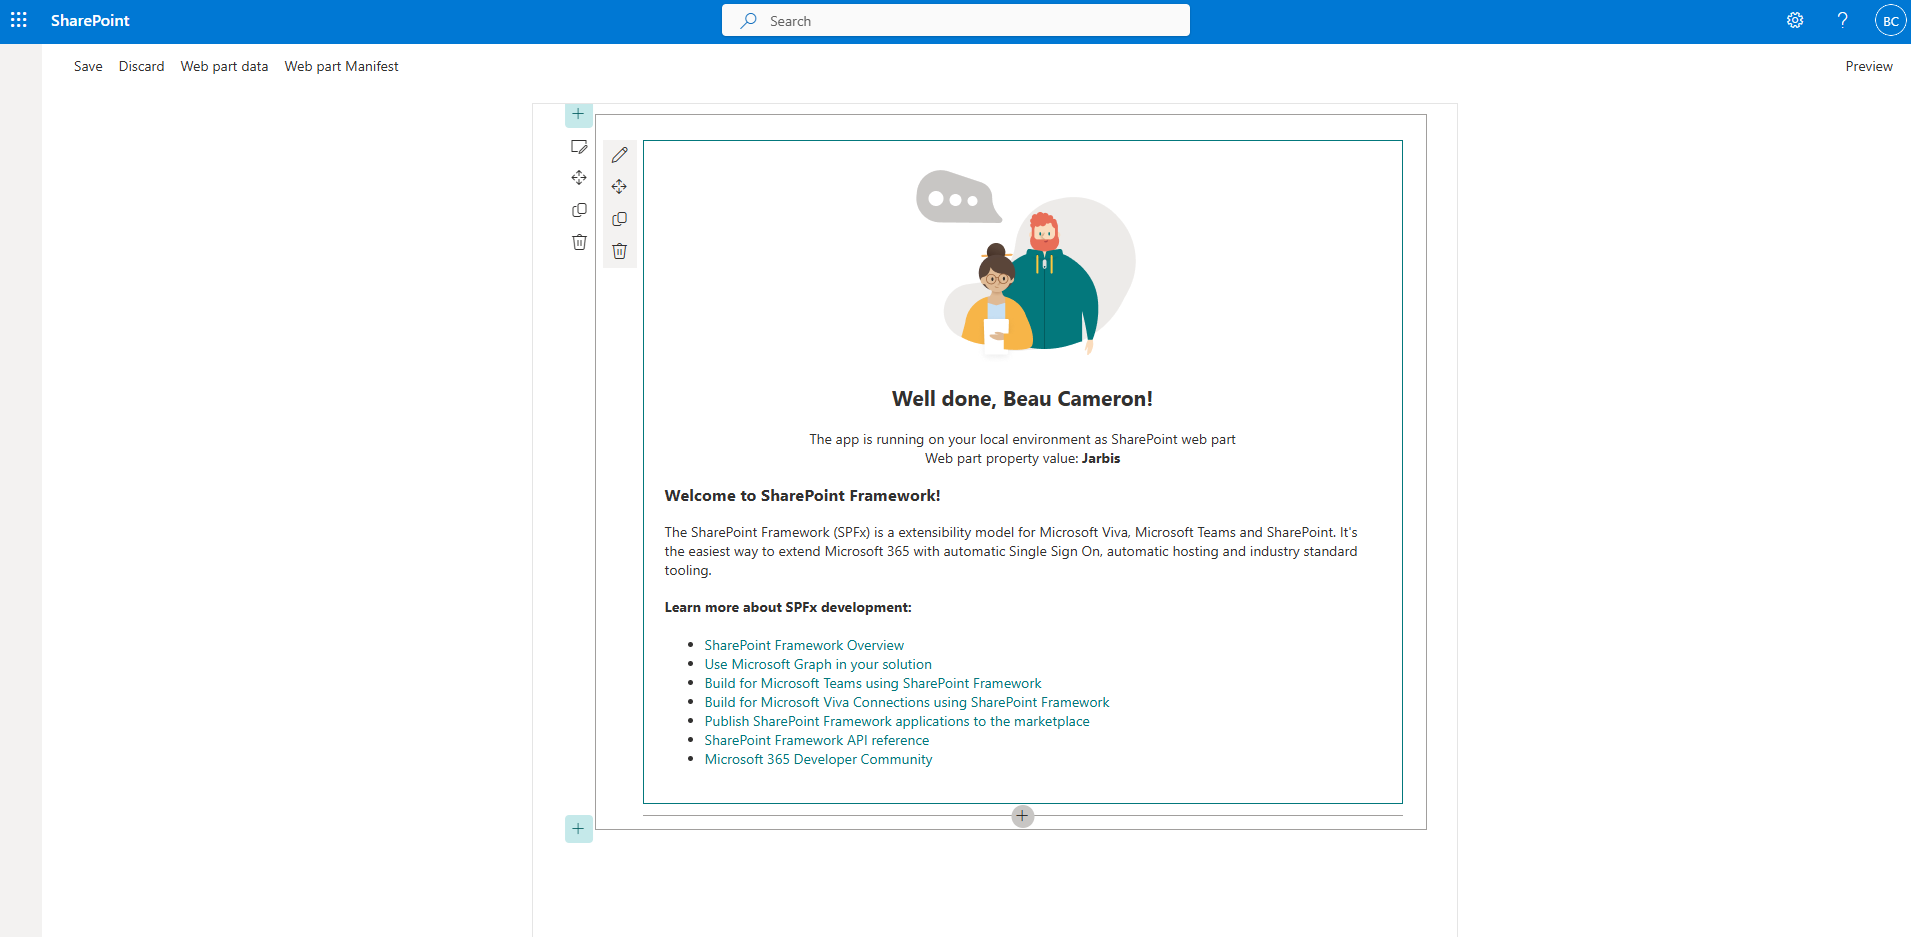 SharePoint
Search
BC
Save Discard Web part data Web part Manifest
Preview
Well done, Beau Cameron!
The app is running on your local environment as SharePoint web part
Web part property value: Jarbis
Welcome to SharePoint Framework!
The SharePoint Framework (SPFx) is a extensibility model for Microsoft Viva, Microsoft Teams and SharePoint. It's
the easiest way to extend Microsoft 365 with automatic Single Sign On, automatic hosting and industry standard
tooling.
Learn more about SPFx development:
SharePoint Framework Overview
Use Microsoft Graph in your solution
Build for Microsoft Teams using SharePoint Framework
Build for Microsoft Viva Connections using SharePoint Framework
Publish SharePoint Framework applications to the marketplace
SharePoint Framework API reference
Microsoft 365 Developer Community